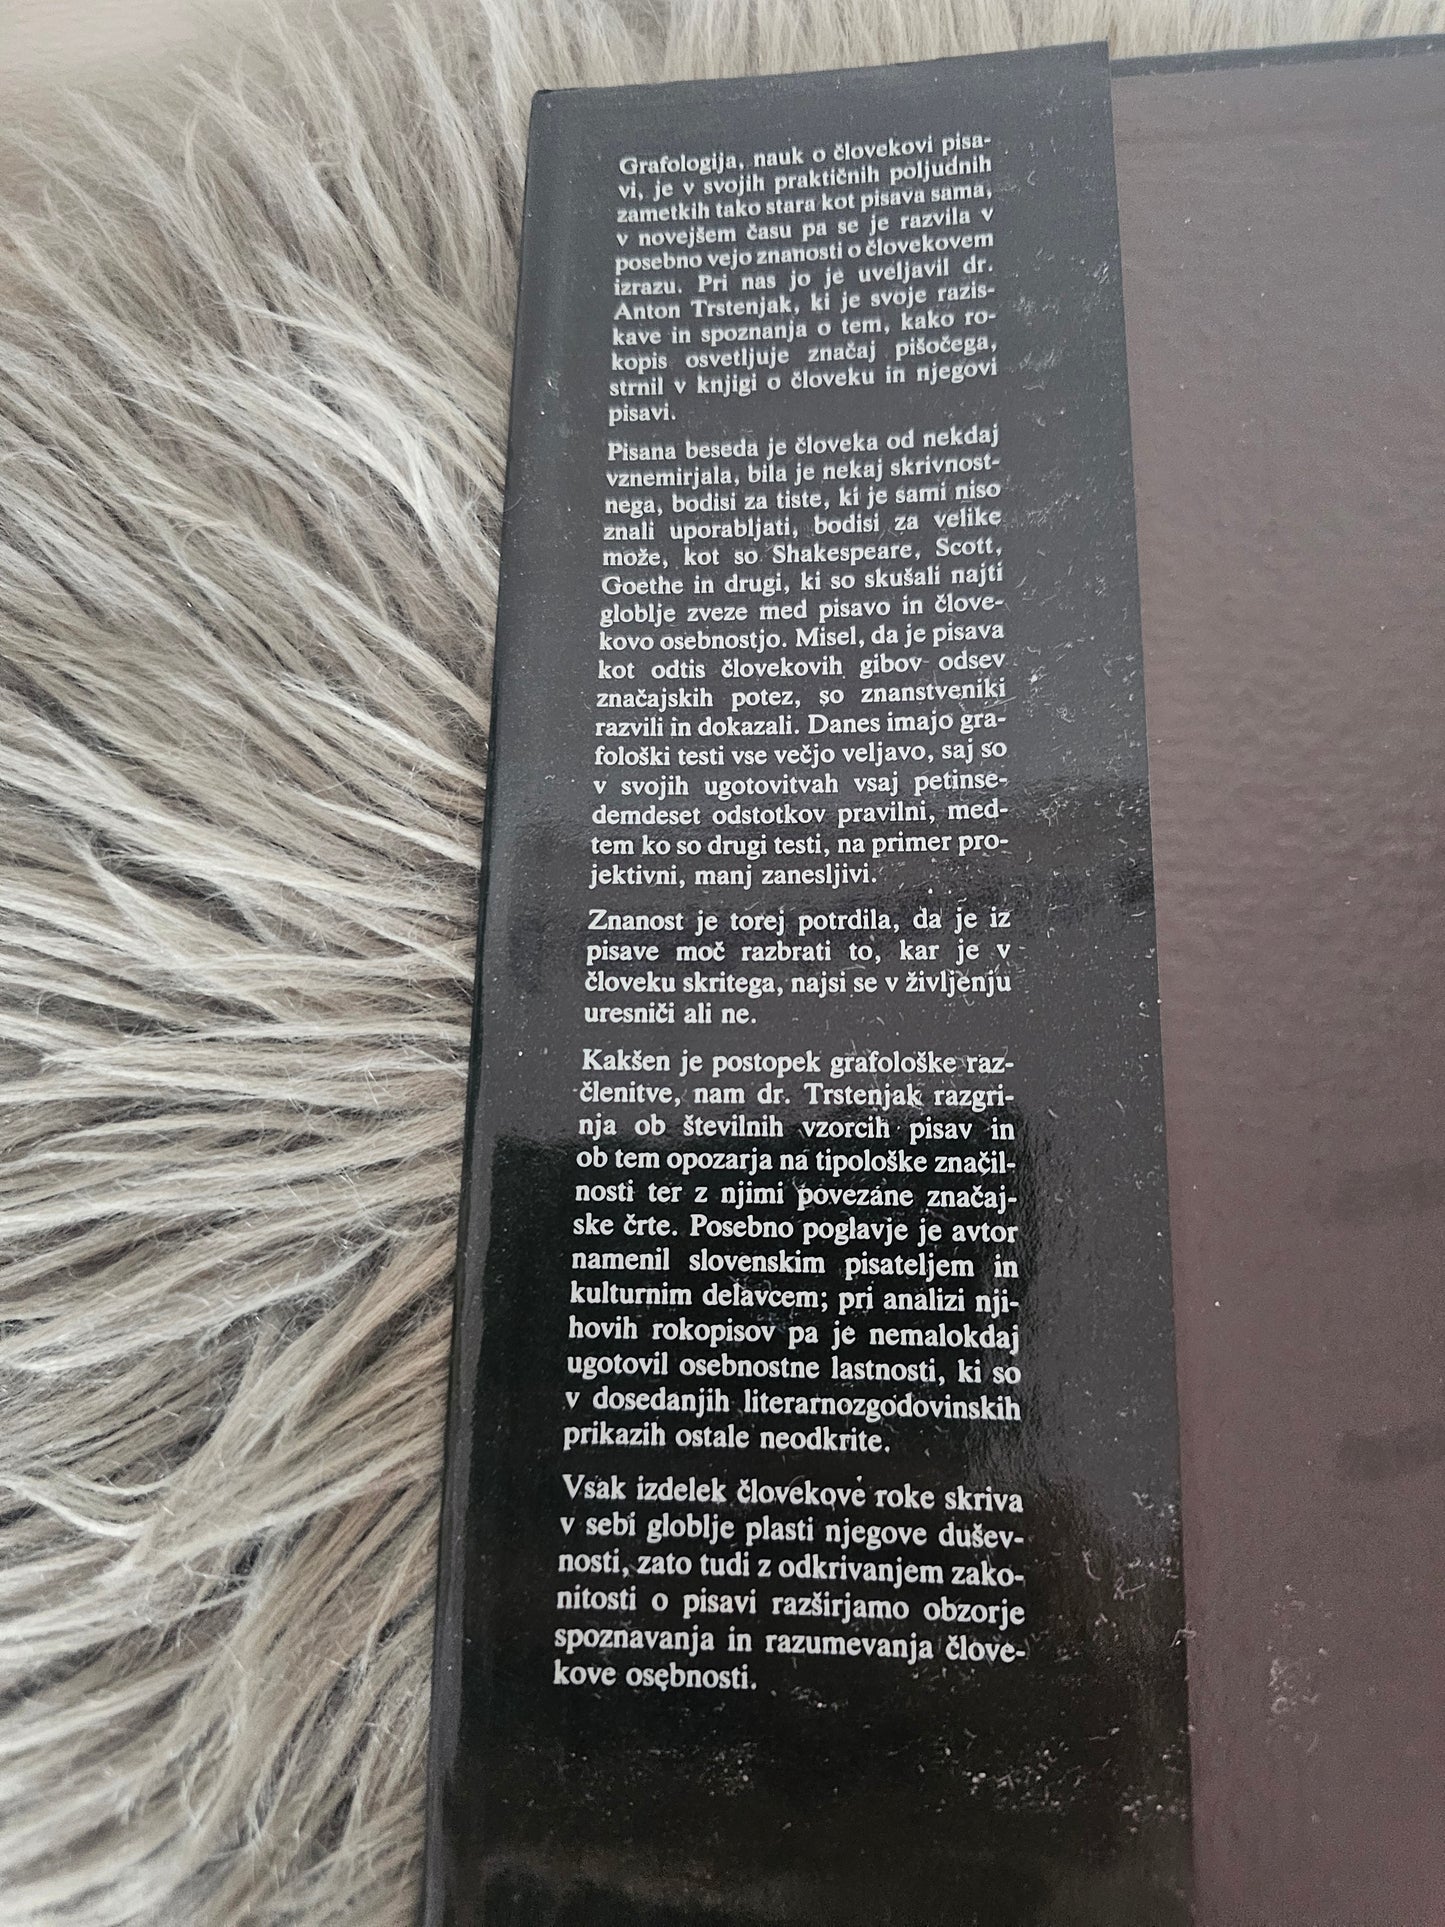 Grafologija, nauk o človekovi pisa-
vi, je v svojih praktičnih poljudnih
zametkih tako stara kot pisava sama,
v novejšem času pa se je razvila v
posebno vejo znanosti o človekovem
izrazu. Pri nas jo je uveljavil dr.
Anton Trstenjak, ki je svoje razis-
kave in spoznanja o tem, kako ro-
kopis osvetljuje značaj pišočega,
strnil v knjigi o človeku in njegovi
pisavi.
Pisana beseda je človeka od nekdaj
vznemirjala, bila je nekaj skrivnost-
nega, bodisi za tiste, ki je sami niso
znali uporabljati, bodisi za velike
može, kot so Shakespeare, Scott,
Goethe in drugi, ki so skušali najti
globlje zveze med pisavo in člove-
kovo osebnostjo. Misel, da je pisava
kot odtis človekovih gibov odsev
značajskih potez, so znanstveniki
razvili in dokazali. Danes imajo gra-
fološki testi vse večjo veljavo, saj so
v svojih ugotovitvah vsaj petinse-
demdeset odstotkov pravilni, med-
tem ko so drugi testi, na primer pro-
jektivni, manj zanesljivi.
Znanost je torej potrdila, da je iz
pisave moč razbrati to, kar je v
človeku skritega, najsi se v življenju
uresniči ali ne.
Kakšen je postopek grafološke raz-
členitve, nam dr. Trstenjak razgri-
nja ob številnih vzorcih pisav in
ob tem opozarja na tipološke značil-
nosti ter z njimi povezane značaj-
ske črte. Posebno poglavje je avtor
namenil slovenskim pisateljem in
kulturnim delavcem; pri analizi nji-
hovih rokopisov pa je nemalokdaj
ugotovil osebnostne lastnosti, ki so
v dosedanjih literarnozgodovinskih
prikazih ostale neodkrite.
Vsak izdelek človekove roke skriva
v sebi globlje plasti njegove dušev-
nosti, zato tudi z odkrivanjem zako-
nitosti o pisavi razširjamo obzorje
spoznavanja in razumevanja člove-
kove osebnosti.